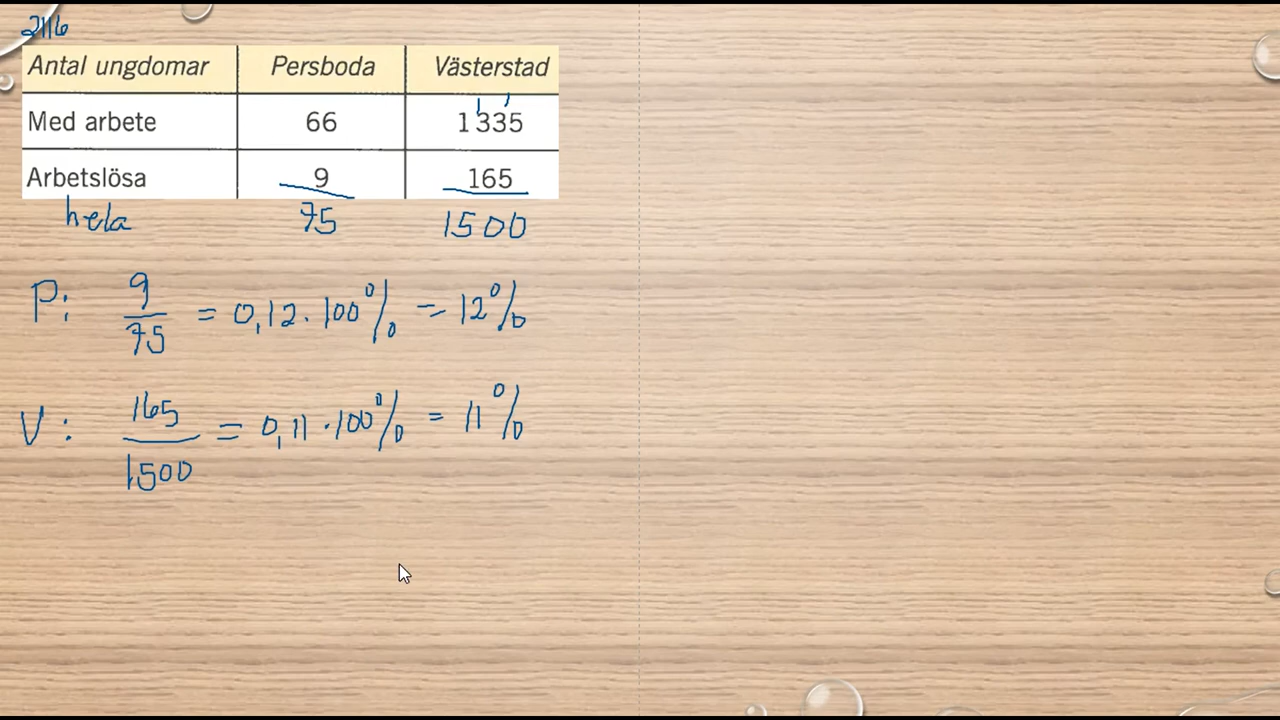 2116
Antal ungdomar Persboda Västerstad
Med arbete 66 1 335
Arbetslösa 9 165
hela 75 1500
P: 9/75 = 0,12 · 100% = 12%
V: 165/1500 = 0,11 · 100% = 11%